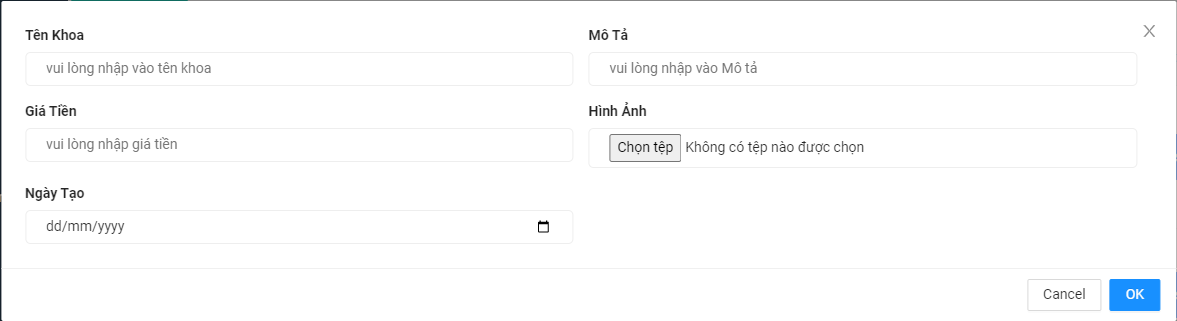 Tên Khoa
Mô Tả
vui lòng nhập vào tên khoa
vui lòng nhập vào Mô tả
Giá Tiền
Hình Ảnh
vui lòng nhập giá tiền
Chọn tệp Không có tệp nào được chọn
Ngày Tạo
dd/mm/yyyy
Cancel
OK